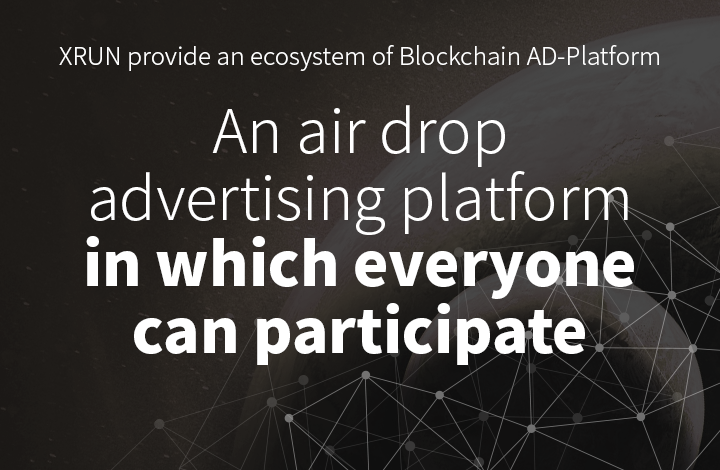 XRUN provide an ecosystem of Blockchain AD-Platform
An air drop
advertising platform
in which everyone
can participate